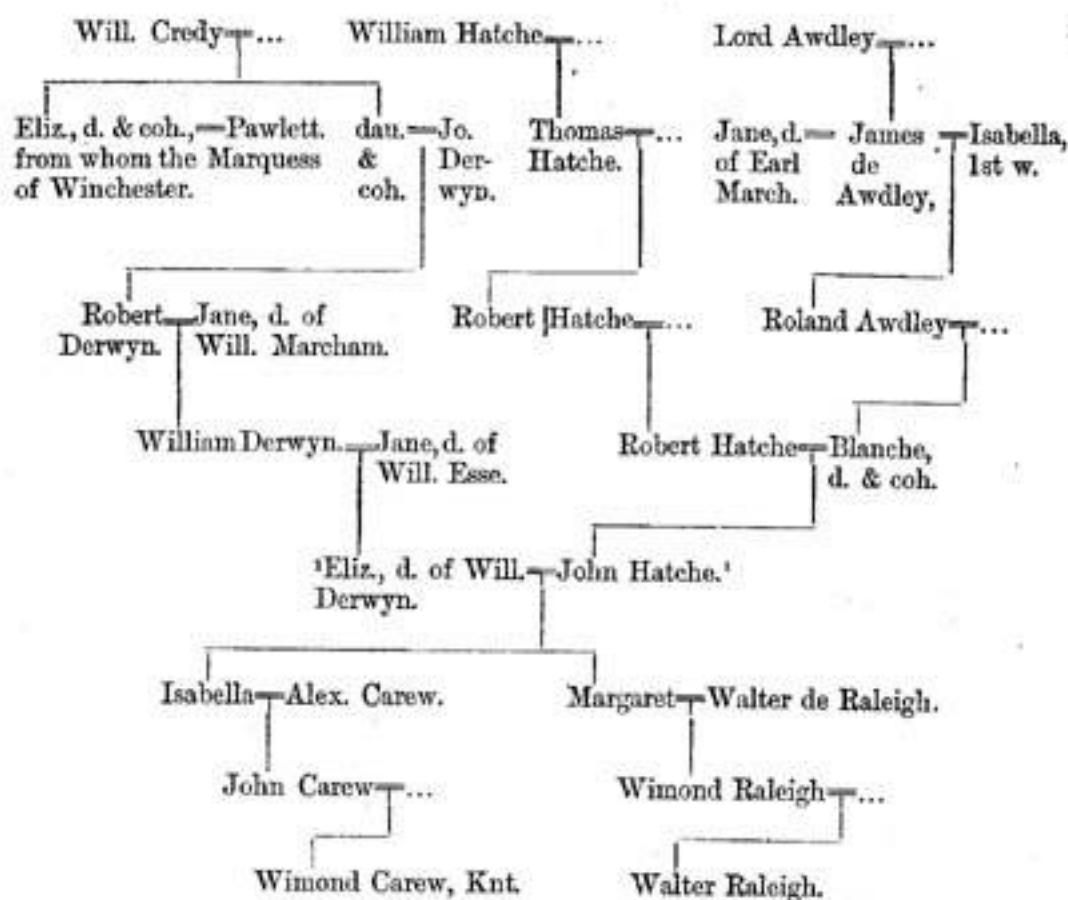 Will. Credy ... William Hatche ... Lord Awdley ...
Eliz., d. & coh., Pawlett. dau. Jo. Thomas ... Jane, d. James Isabella,
from whom the Marquess & Der- Hatche. of Earl de 1st w.
of Winchester. coh. wyn. March. Awdley,
Robert Jane, d. of Robert Hatche ... Roland Awdley ...
Derwyn. Will. Marcham.
William Derwyn. Jane, d. of Robert Hatche Blanche,
Will. Esse. d. & coh.
¹Eliz., d. of Will. John Hatche.¹
Derwyn.
Isabella Alex. Carew. Margaret Walter de Raleigh.
John Carew ... Wimond Raleigh ...
Wimond Carew, Knt. Walter Raleigh.